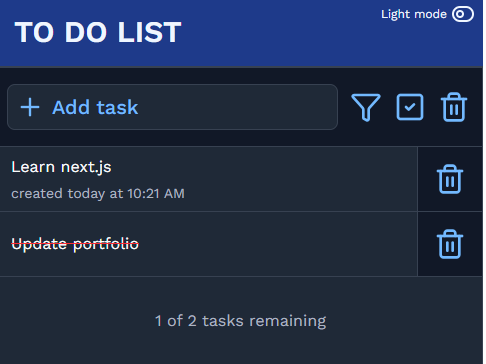 TO DO LIST
Light mode
Add task
Learn next.js
created today at 10:21 AM
Update portfolio
1 of 2 tasks remaining